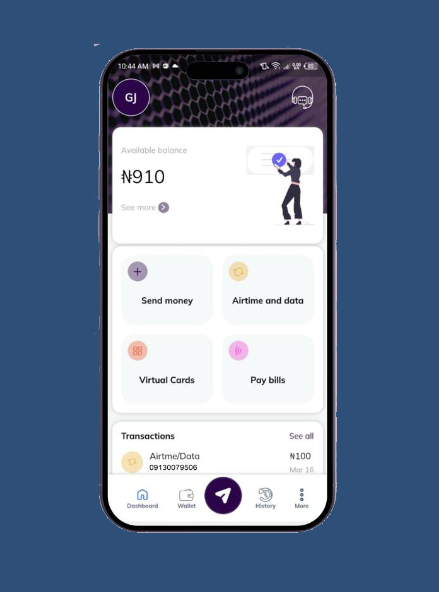 10:44 AM
GJ
Available balance
₦910
See more
Send money
Airtime and data
Virtual Cards
Pay bills
Transactions
See all
Airtme/Data
₦100
09130079506
Mar 16
Dashboard
Wallet
History
More